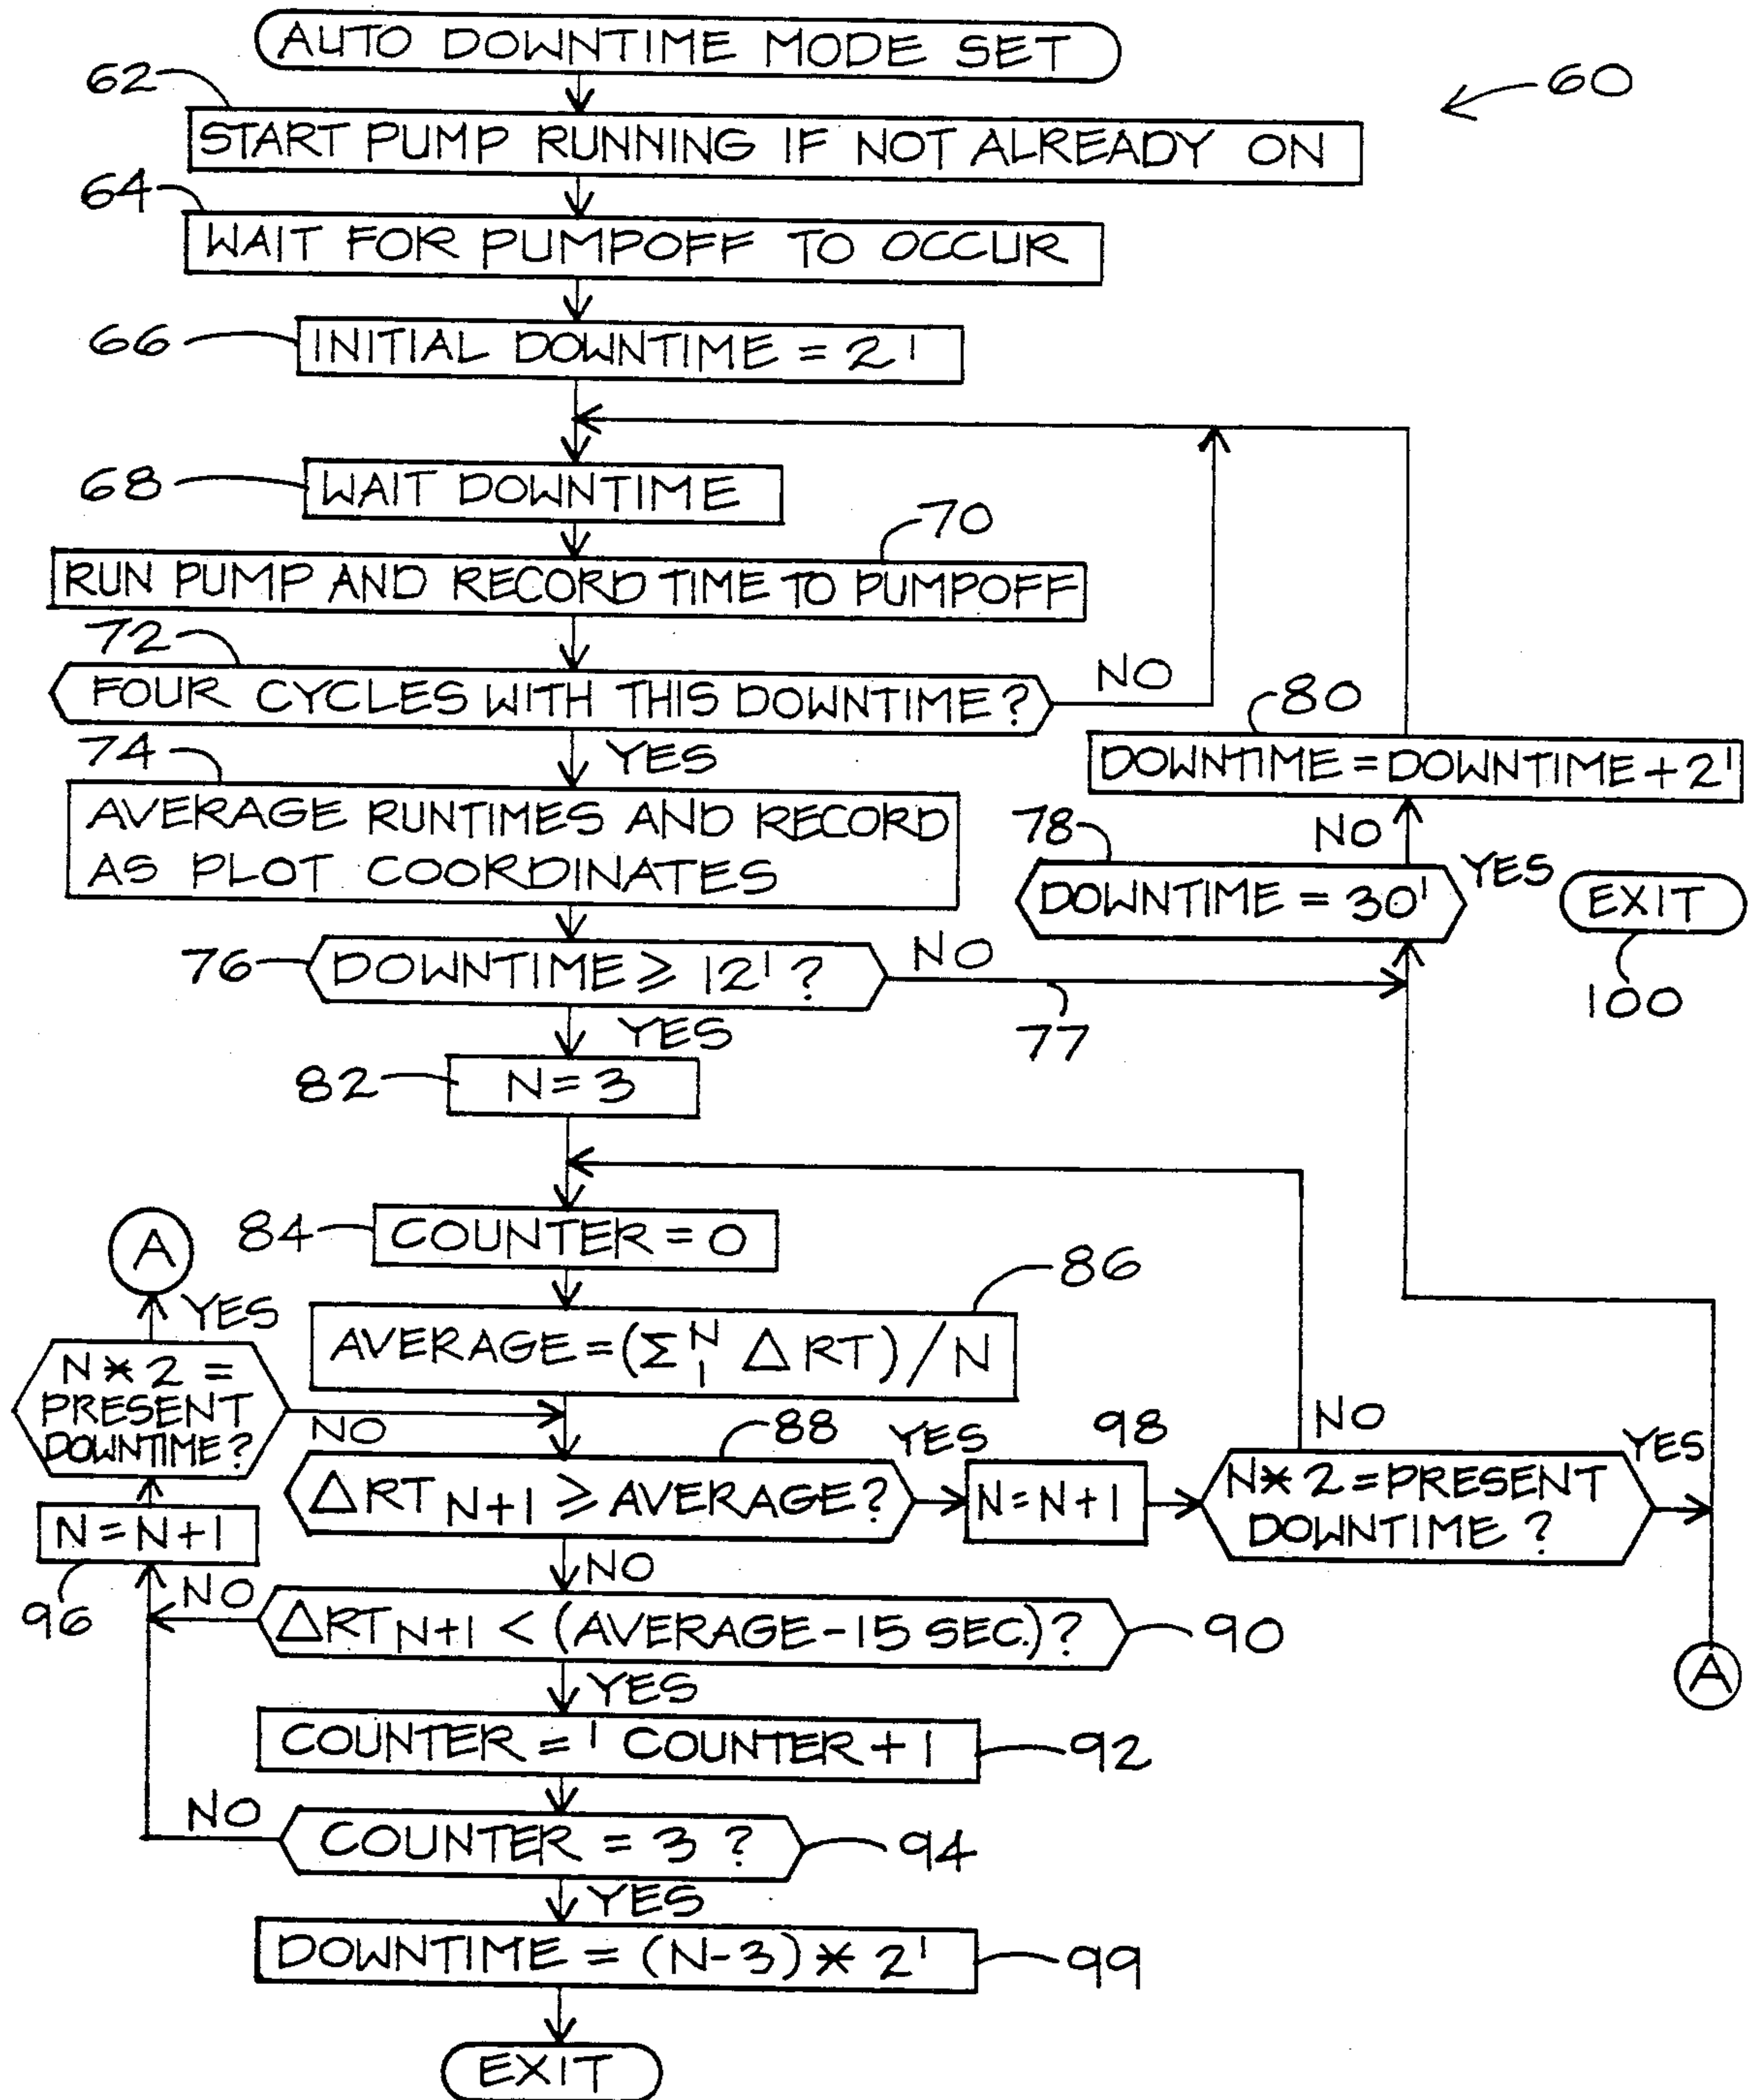 AUTO DOWNTIME MODE SET
60
62
START PUMP RUNNING IF NOT ALREADY ON
64
WAIT FOR PUMPOFF TO OCCUR
66
INITIAL DOWNTIME = 2'
68
WAIT DOWNTIME
70
RUN PUMP AND RECORD TIME TO PUMPOFF
72
FOUR CYCLES WITH THIS DOWNTIME?
NO
YES
80
DOWNTIME = DOWNTIME + 2'
74
AVERAGE RUNTIMES AND RECORD
AS PLOT COORDINATES
78
NO
DOWNTIME = 30'
YES
EXIT
100
76
DOWNTIME ≥ 12' ?
NO
77
YES
82
N = 3
84
COUNTER = 0
A
YES
86
AVERAGE = (Σ₁ᴺ Δ RT) / N
N * 2 =
PRESENT
DOWNTIME?
NO
88
ΔRT N+1 ≥ AVERAGE?
YES
98
N = N+1
NO
N * 2 = PRESENT
DOWNTIME ?
YES
A
N = N+1
96
NO
NO
ΔRT N+1 < (AVERAGE - 15 SEC.)?
90
YES
COUNTER =' COUNTER + 1
92
NO
COUNTER = 3 ?
94
YES
DOWNTIME = (N-3) * 2'
99
EXIT